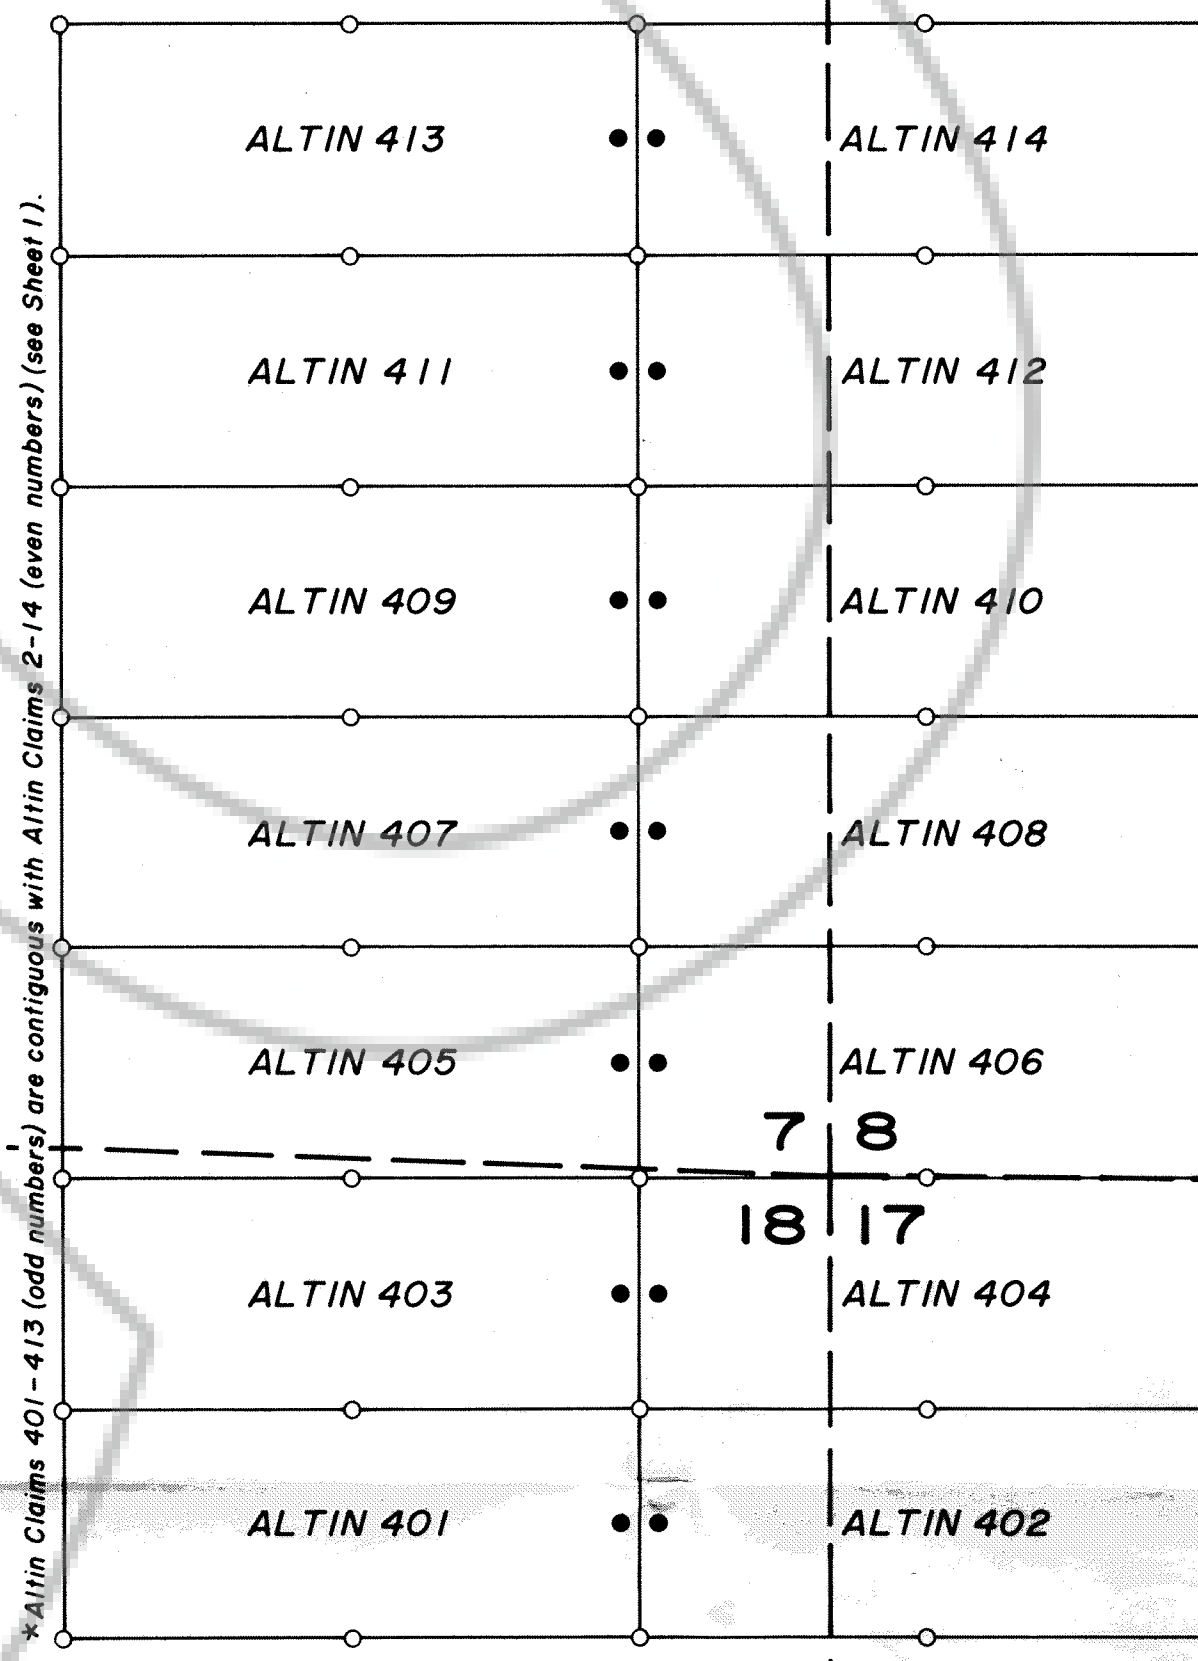 ALTIN 413
ALTIN 414
ALTIN 411
ALTIN 412
ALTIN 409
ALTIN 410
ALTIN 407
ALTIN 408
ALTIN 405
ALTIN 406
7 8
18 17
ALTIN 403
ALTIN 404
ALTIN 401
ALTIN 402
*Altin Claims 401-413 (odd numbers) are contiguous with Altin Claims 2-14 (even numbers) (see Sheet 1).